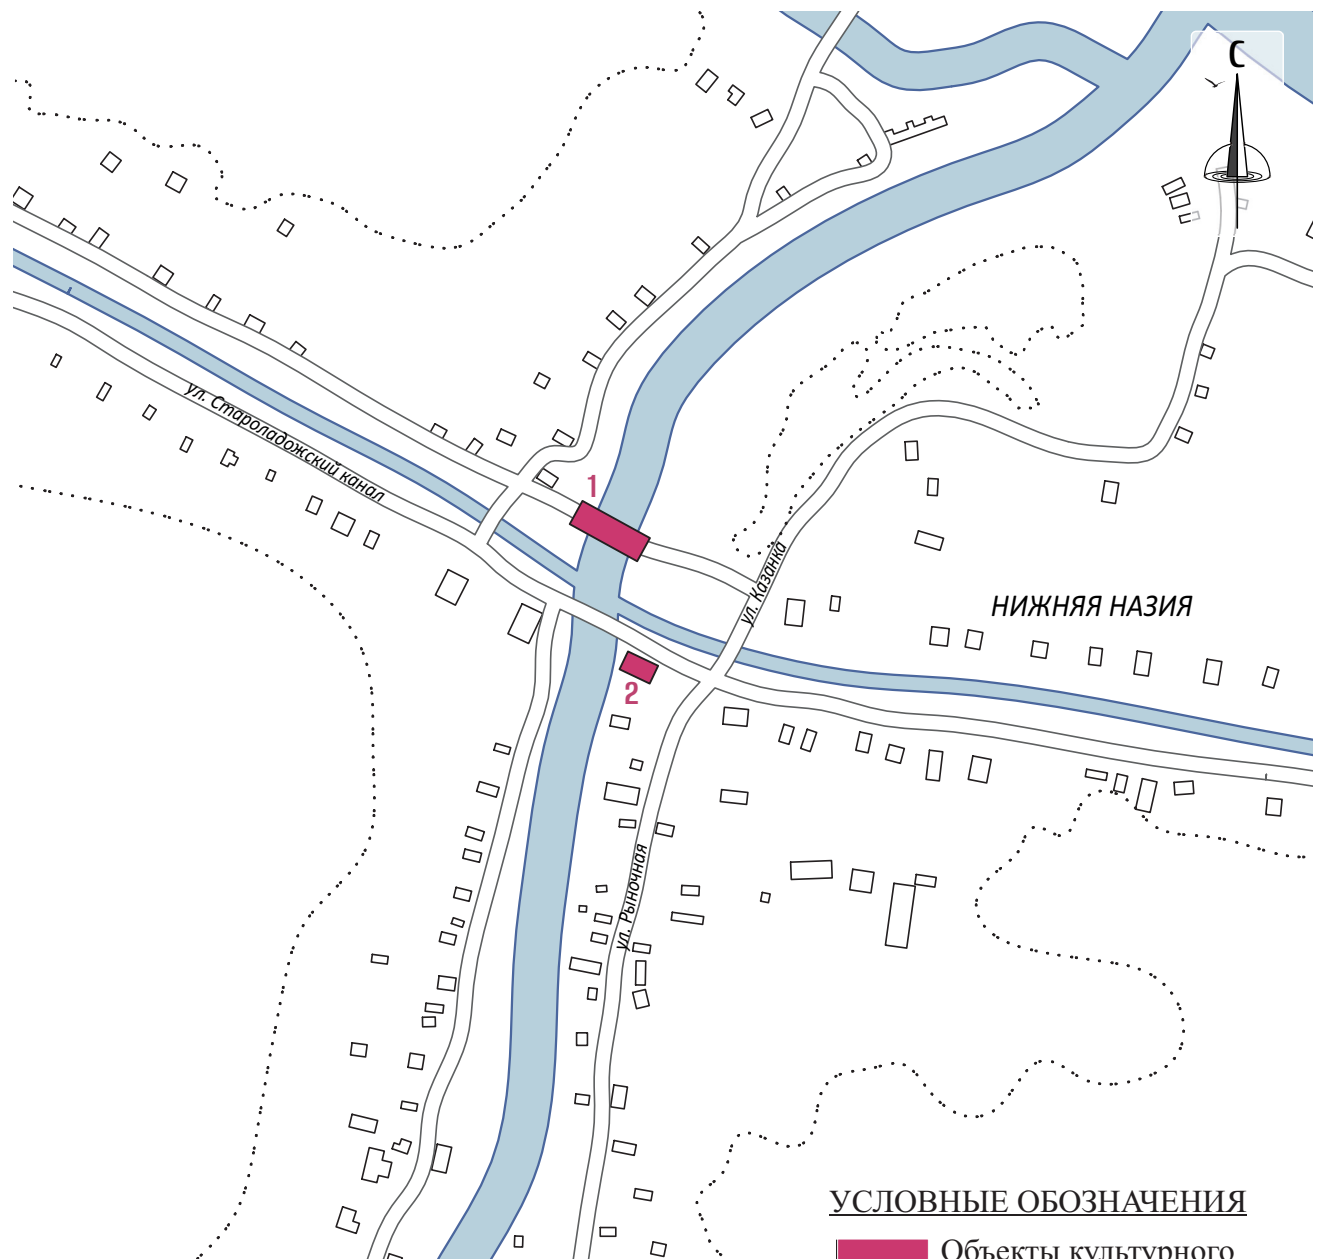 С
ул. Староладожский канал
1
ул. Казанка
НИЖНЯЯ НАЗИЯ
2
ул. Рыночная
УСЛОВНЫЕ ОБОЗНАЧЕНИЯ
Объекты культурного